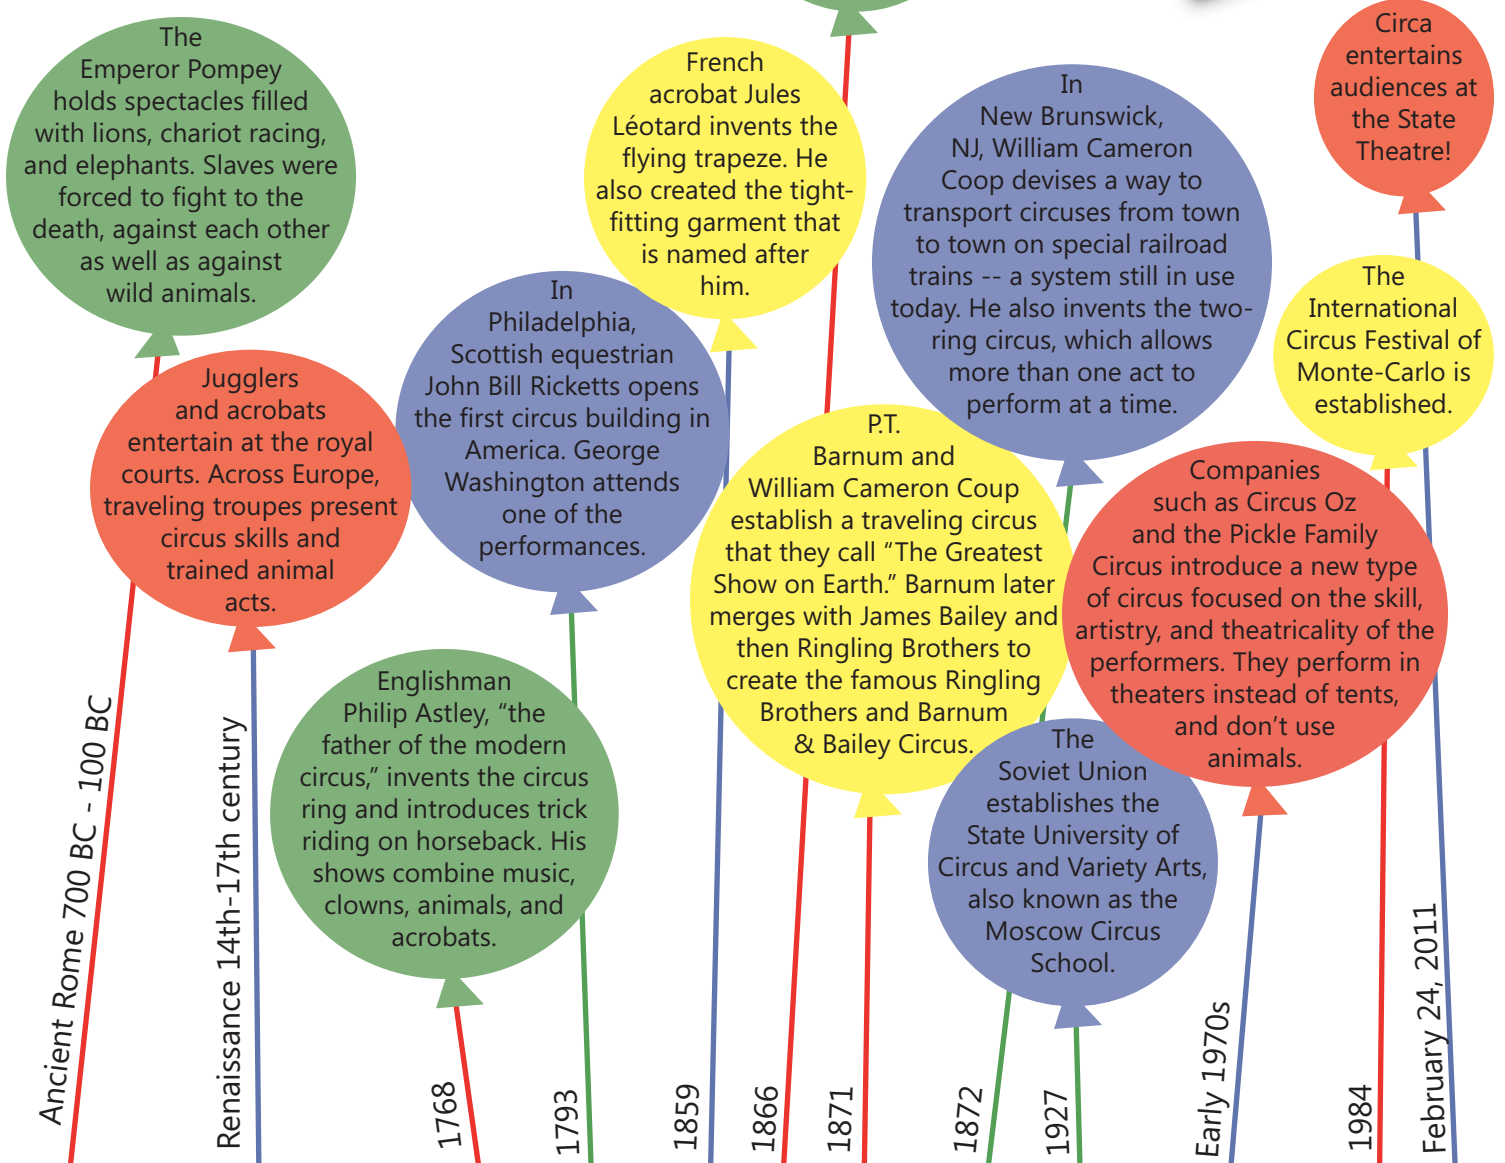 The
Emperor Pompey
holds spectacles filled
with lions, chariot racing,
and elephants. Slaves were
forced to fight to the
death, against each other
as well as against
wild animals.
Jugglers
and acrobats
entertain at the royal
courts. Across Europe,
traveling troupes present
circus skills and
trained animal
acts.
Englishman
Philip Astley, “the
father of the modern
circus,” invents the circus
ring and introduces trick
riding on horseback. His
shows combine music,
clowns, animals, and
acrobats.
In
Philadelphia,
Scottish equestrian
John Bill Ricketts opens
the first circus building in
America. George
Washington attends
one of the
performances.
French
acrobat Jules
Léotard invents the
flying trapeze. He
also created the tight-
fitting garment that
is named after
him.
P.T.
Barnum and
William Cameron Coup
establish a traveling circus
that they call “The Greatest
Show on Earth.” Barnum later
merges with James Bailey and
then Ringling Brothers to
create the famous Ringling
Brothers and Barnum
& Bailey Circus.
In
New Brunswick,
NJ, William Cameron
Coop devises a way to
transport circuses from town
to town on special railroad
trains -- a system still in use
today. He also invents the two-
ring circus, which allows
more than one act to
perform at a time.
The
Soviet Union
establishes the
State University of
Circus and Variety Arts,
also known as the
Moscow Circus
School.
Companies
such as Circus Oz
and the Pickle Family
Circus introduce a new type
of circus focused on the skill,
artistry, and theatricality of the
performers. They perform in
theaters instead of tents,
and don’t use
animals.
The
International
Circus Festival of
Monte-Carlo is
established.
Circa
entertains
audiences at
the State
Theatre!
Ancient Rome 700 BC - 100 BC
Renaissance 14th-17th century
1768
1793
1859
1866
1871
1872
1927
Early 1970s
1984
February 24, 2011